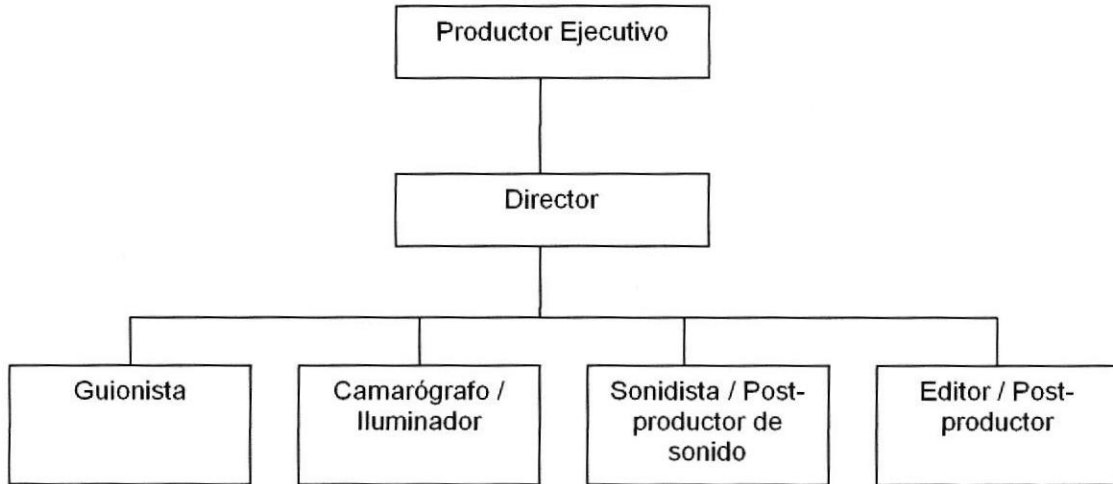 Productor Ejecutivo
Director
Guionista
Camarógrafo /
Iluminador
Sonidista / Post-
productor de
sonido
Editor / Post-
productor